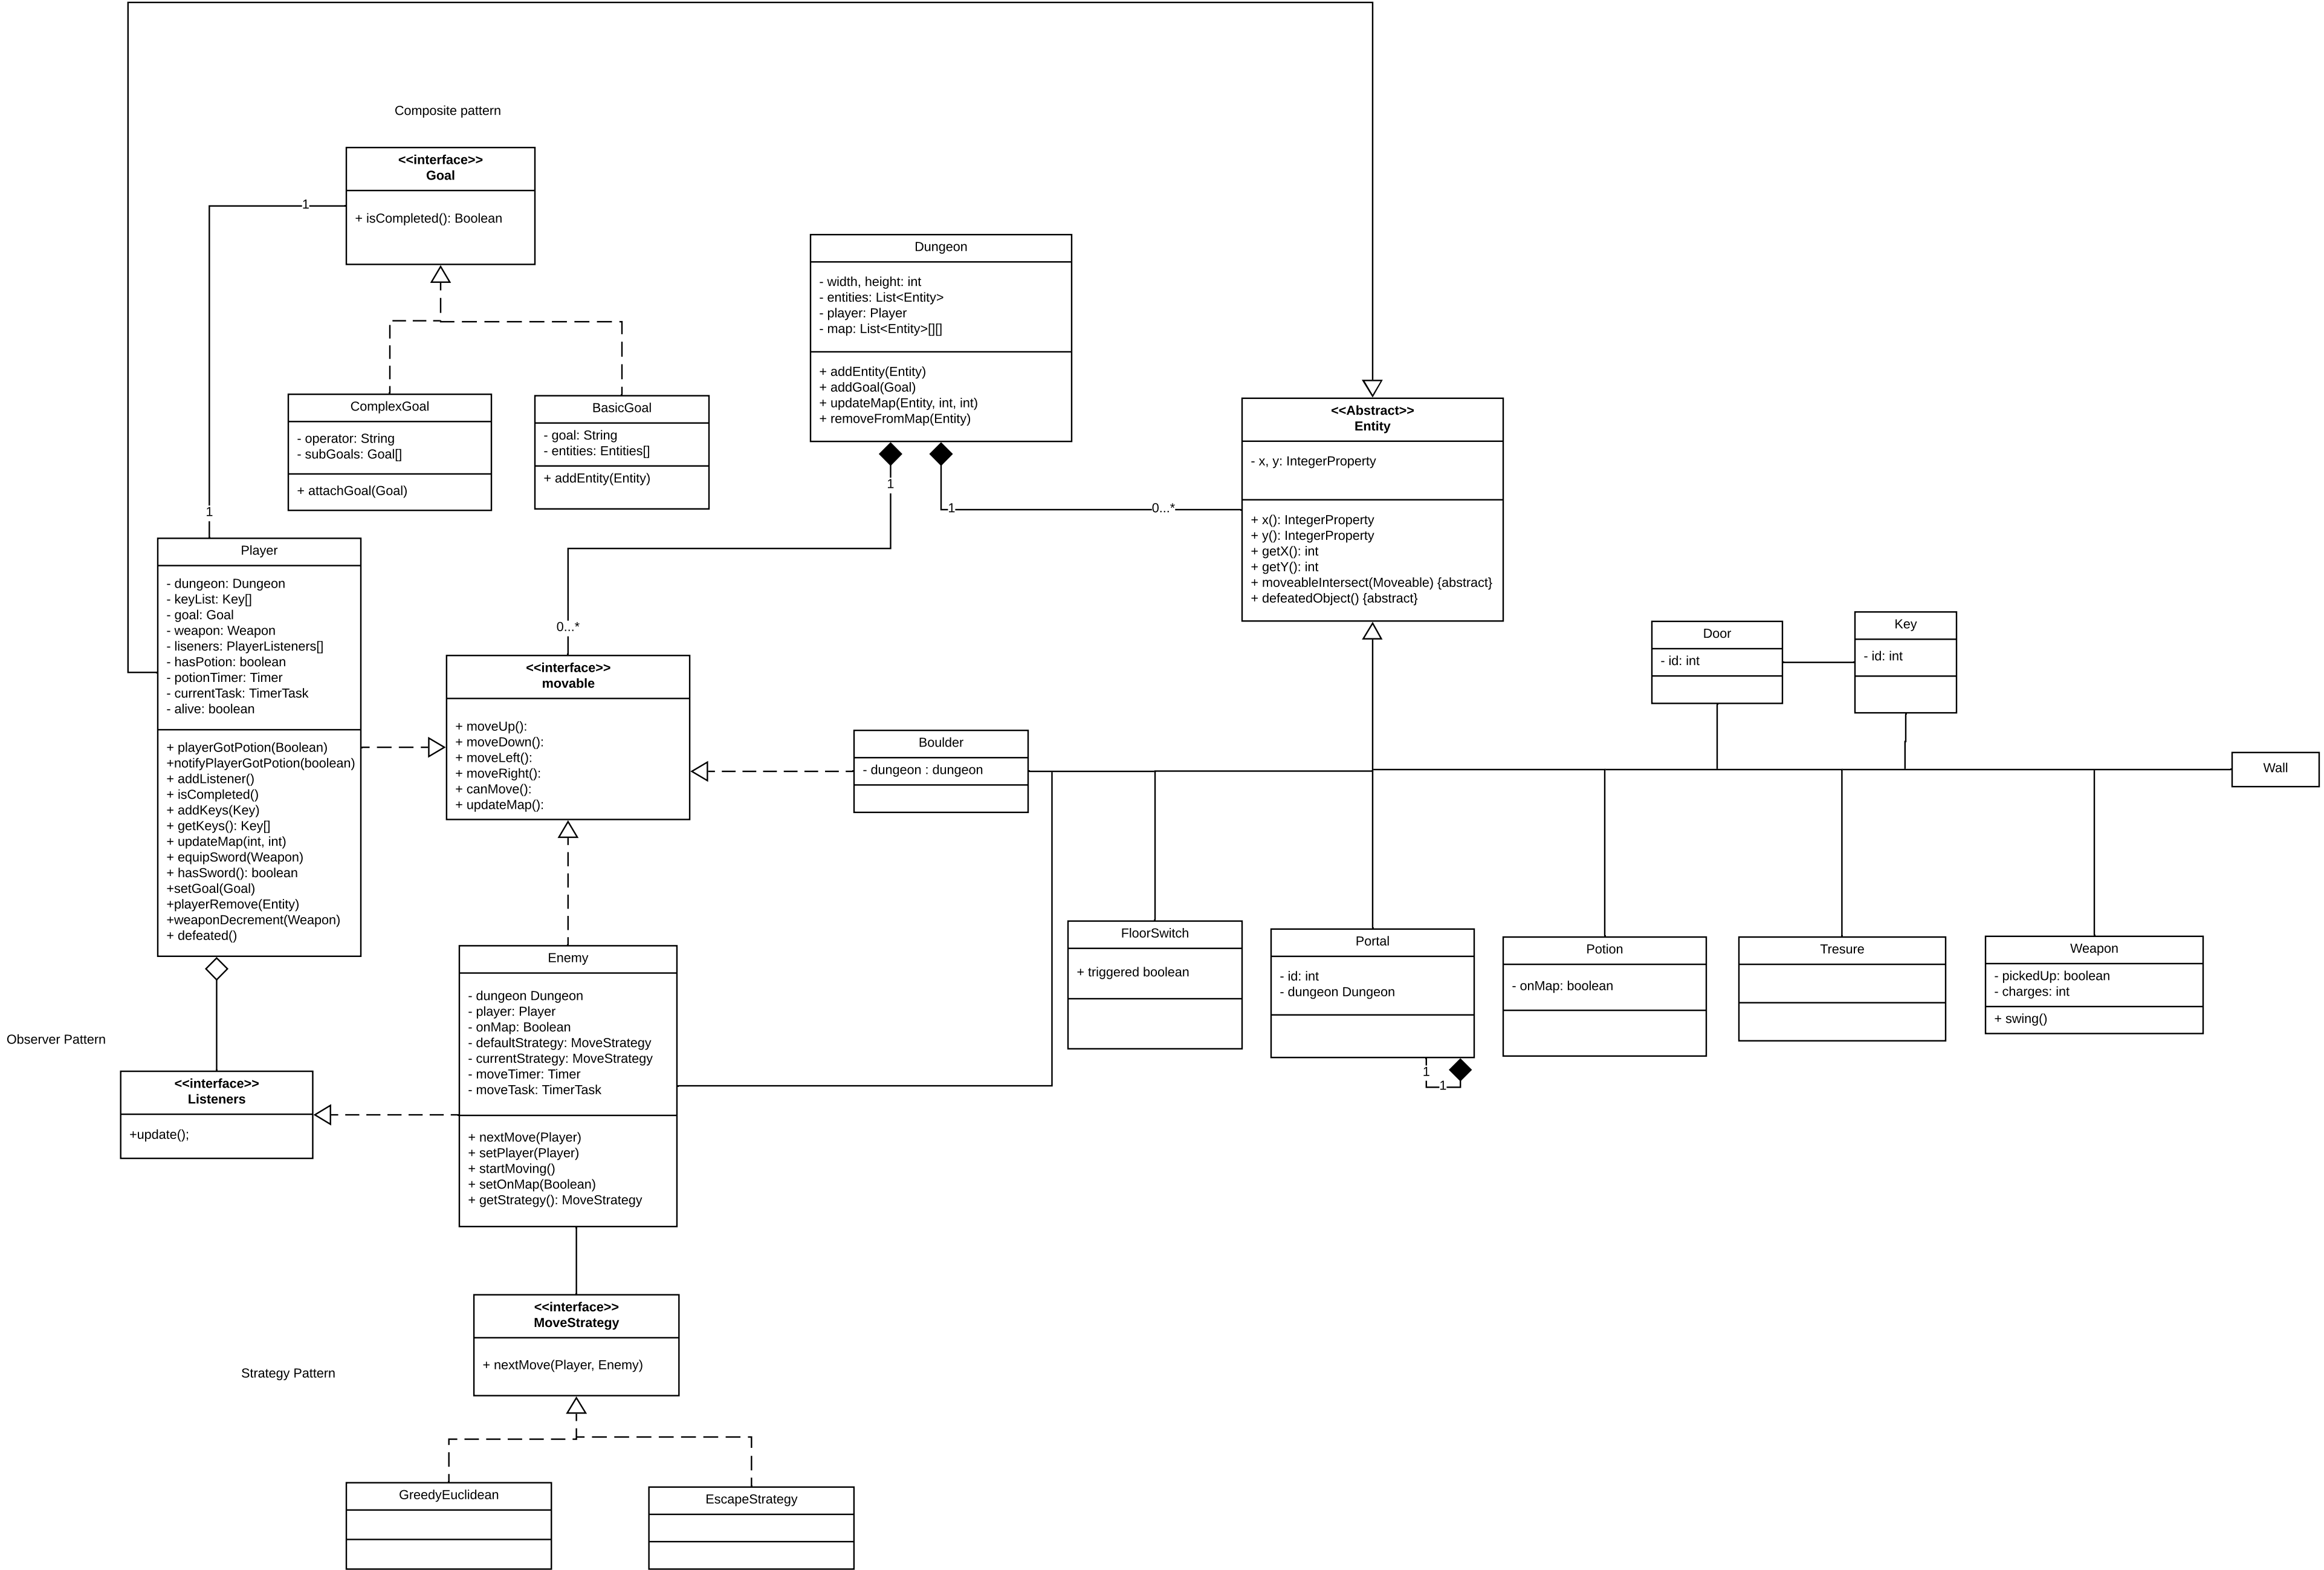 Composite pattern
<<interface>>
Goal
+ isCompleted(): Boolean
1
1
ComplexGoal
- operator: String
- subGoals: Goal[]
+ attachGoal(Goal)
BasicGoal
- goal: String
- entities: Entities[]
+ addEntity(Entity)
Dungeon
- width, height: int
- entities: List<Entity>
- player: Player
- map: List<Entity>[][]
+ addEntity(Entity)
+ addGoal(Goal)
+ updateMap(Entity, int, int)
+ removeFromMap(Entity)
1
1
0...*
0...*
<<Abstract>>
Entity
- x, y: IntegerProperty
+ x(): IntegerProperty
+ y(): IntegerProperty
+ getX(): int
+ getY(): int
+ moveableIntersect(Moveable) {abstract}
+ defeatedObject() {abstract}
Player
- dungeon: Dungeon
- keyList: Key[]
- goal: Goal
- weapon: Weapon
- liseners: PlayerListeners[]
- hasPotion: boolean
- potionTimer: Timer
- currentTask: TimerTask
- alive: boolean
+ playerGotPotion(Boolean)
+notifyPlayerGotPotion(boolean)
+ addListener()
+ isCompleted()
+ addKeys(Key)
+ getKeys(): Key[]
+ updateMap(int, int)
+ equipSword(Weapon)
+ hasSword(): boolean
+setGoal(Goal)
+playerRemove(Entity)
+weaponDecrement(Weapon)
+ defeated()
<<interface>>
movable
+ moveUp():
+ moveDown():
+ moveLeft():
+ moveRight():
+ canMove():
+ updateMap():
Boulder
- dungeon : dungeon
Door
- id: int
Key
- id: int
Wall
FloorSwitch
+ triggered boolean
Portal
- id: int
- dungeon Dungeon
1
1
Potion
- onMap: boolean
Tresure
Weapon
- pickedUp: boolean
- charges: int
+ swing()
Enemy
- dungeon Dungeon
- player: Player
- onMap: Boolean
- defaultStrategy: MoveStrategy
- currentStrategy: MoveStrategy
- moveTimer: Timer
- moveTask: TimerTask
+ nextMove(Player)
+ setPlayer(Player)
+ startMoving()
+ setOnMap(Boolean)
+ getStrategy(): MoveStrategy
Observer Pattern
<<interface>>
Listeners
+update();
<<interface>>
MoveStrategy
+ nextMove(Player, Enemy)
Strategy Pattern
GreedyEuclidean
EscapeStrategy